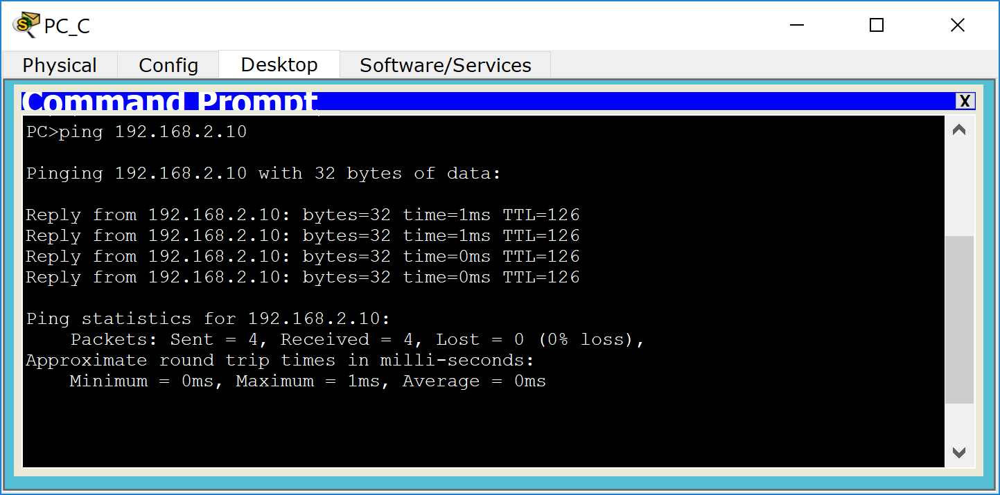 PC_C
Physical Config Desktop Software/Services
Command Prompt X
PC>ping 192.168.2.10
Pinging 192.168.2.10 with 32 bytes of data:
Reply from 192.168.2.10: bytes=32 time=1ms TTL=126
Reply from 192.168.2.10: bytes=32 time=1ms TTL=126
Reply from 192.168.2.10: bytes=32 time=0ms TTL=126
Reply from 192.168.2.10: bytes=32 time=0ms TTL=126
Ping statistics for 192.168.2.10:
    Packets: Sent = 4, Received = 4, Lost = 0 (0% loss),
Approximate round trip times in milli-seconds:
    Minimum = 0ms, Maximum = 1ms, Average = 0ms